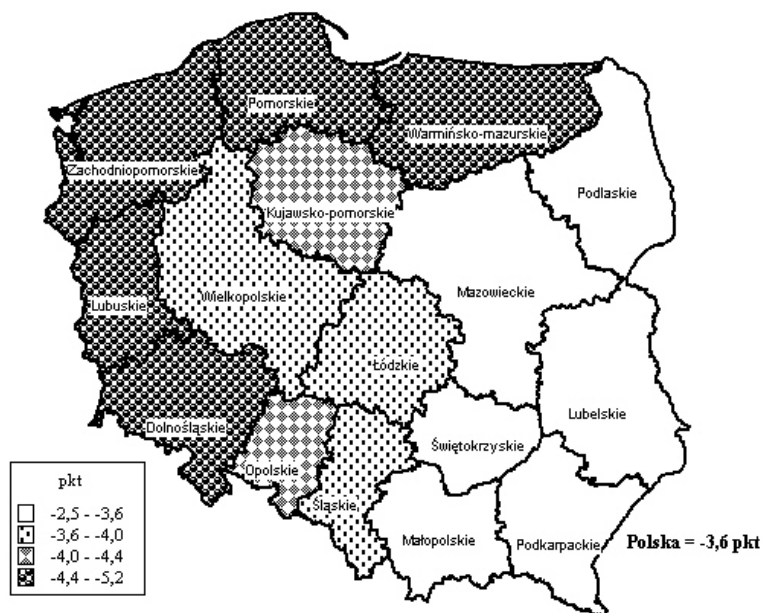 Pomorskie
Warmińsko-mazurskie
Zachodniopomorskie
Podlaskie
Kujawsko-pomorskie
Mazowieckie
Wielkopolskie
Lubuskie
Łódzkie
Lubelskie
Dolnośląskie
Świętokrzyskie
Opolskie
Śląskie
Małopolskie
Podkarpackie
Polska = -3,6 pkt
pkt
-2,5 - -3,6
-3,6 - -4,0
-4,0 - -4,4
-4,4 - -5,2